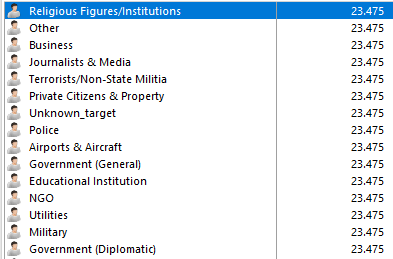 Religious Figures/Institutions 23.475
Other 23.475
Business 23.475
Journalists & Media 23.475
Terrorists/Non-State Militia 23.475
Private Citizens & Property 23.475
Unknown_target 23.475
Police 23.475
Airports & Aircraft 23.475
Government (General) 23.475
Educational Institution 23.475
NGO 23.475
Utilities 23.475
Military 23.475
Government (Diplomatic) 23.475